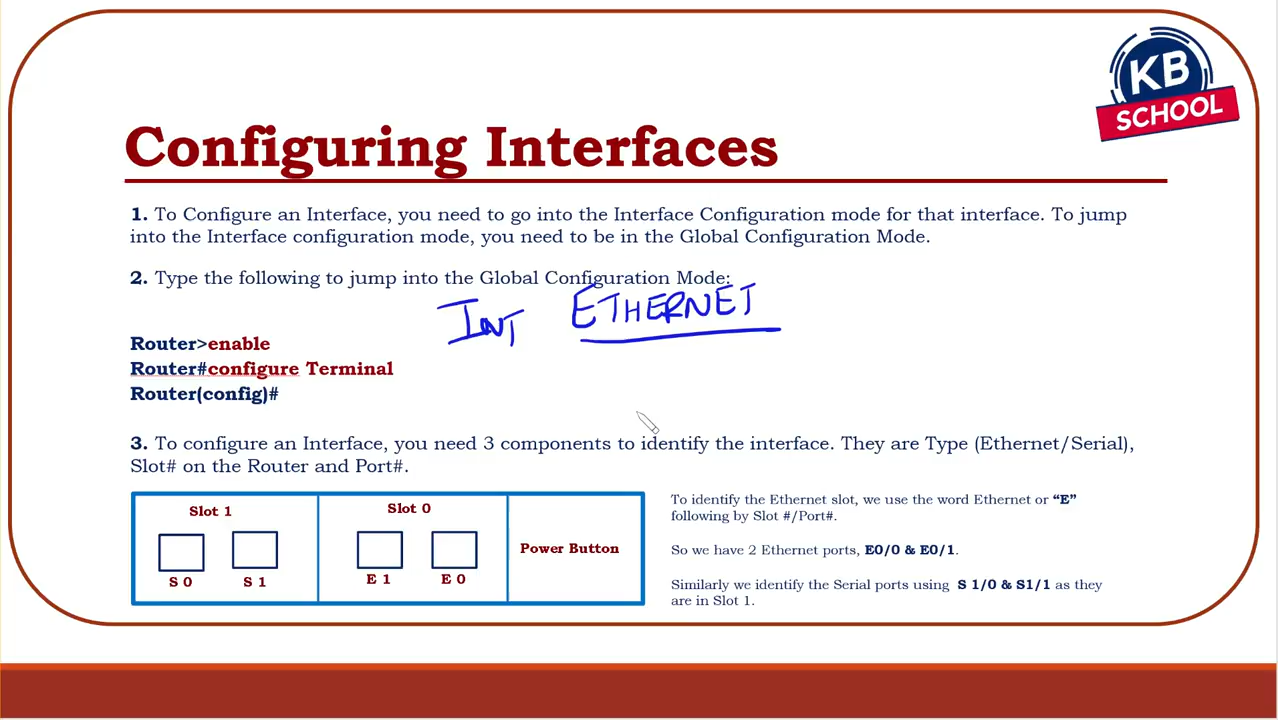 KB
SCHOOL
Configuring Interfaces
1. To Configure an Interface, you need to go into the Interface Configuration mode for that interface. To jump
into the Interface configuration mode, you need to be in the Global Configuration Mode.
2. Type the following to jump into the Global Configuration Mode:
INT ETHERNET
Router>enable
Router#configure Terminal
Router(config)#
3. To configure an Interface, you need 3 components to identify the interface. They are Type (Ethernet/Serial),
Slot# on the Router and Port#.
Slot 1
S 0 S 1
Slot 0
E 1 E 0
Power Button
To identify the Ethernet slot, we use the word Ethernet or “E”
following by Slot #/Port#.
So we have 2 Ethernet ports, E0/0 & E0/1.
Similarly we identify the Serial ports using S 1/0 & S1/1 as they
are in Slot 1.